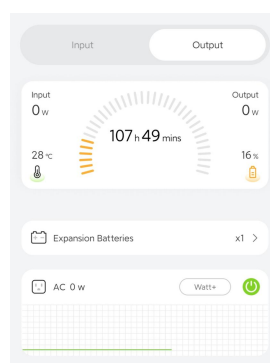 Input Output
Input Output
0 w 0 w
107 h 49 mins
28 °C 16 %
Expansion Batteries x1 >
AC 0 w Watt+